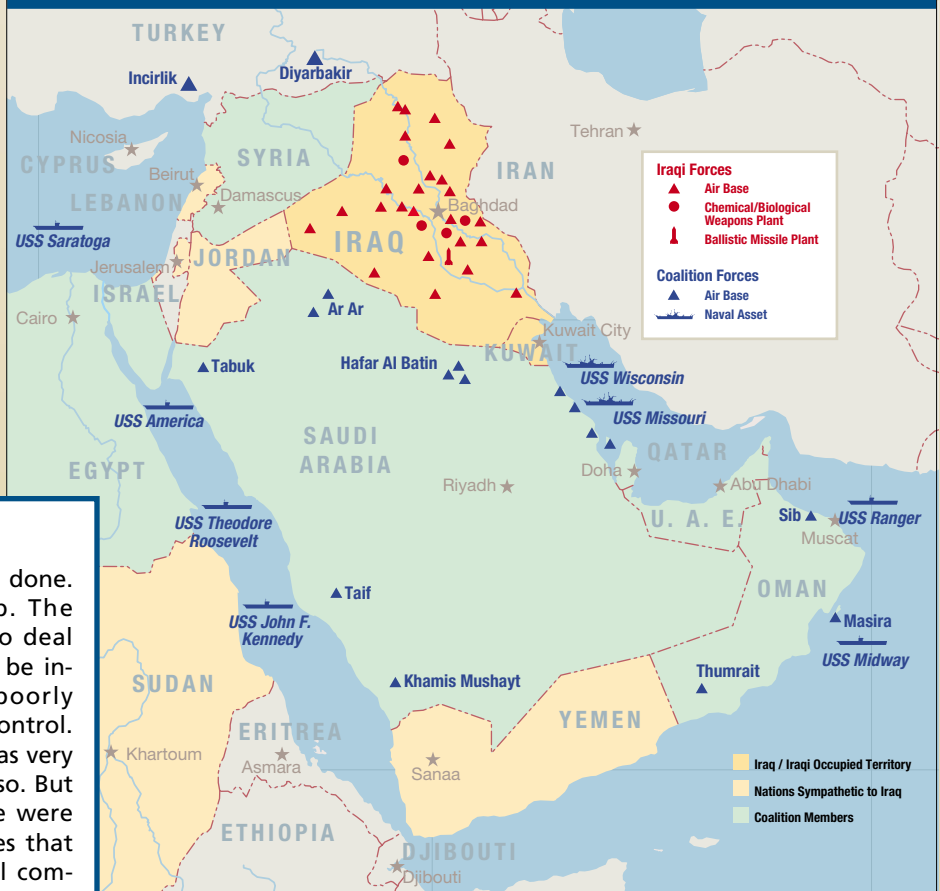 TURKEY
Incirlik
Diyarbakir
Nicosia
CYPRUS
SYRIA
Tehran
IRAN
Beirut
LEBANON
Damascus
Baghdad
USS Saratoga
IRAQ
Jerusalem
JORDAN
ISRAEL
Cairo
Ar Ar
Kuwait City
KUWAIT
Tabuk
Hafar Al Batin
USS Wisconsin
USS America
USS Missouri
SAUDI
ARABIA
EGYPT
QATAR
Doha
Riyadh
Abu Dhabi
U. A. E.
Sib
USS Ranger
Muscat
USS Theodore
Roosevelt
OMAN
Taif
USS John F.
Kennedy
Masira
USS Midway
Khamis Mushayt
Thumrait
SUDAN
YEMEN
ERITREA
Khartoum
Asmara
Sanaa
ETHIOPIA
DJIBOUTI
Djibouti
Iraqi Forces
Air Base
Chemical/Biological
Weapons Plant
Ballistic Missile Plant
Coalition Forces
Air Base
Naval Asset
Iraq / Iraqi Occupied Territory
Nations Sympathetic to Iraq
Coalition Members
done.
. The
o deal
be in-
poorly
ontrol.
as very
so. But
e were
es that
l com-